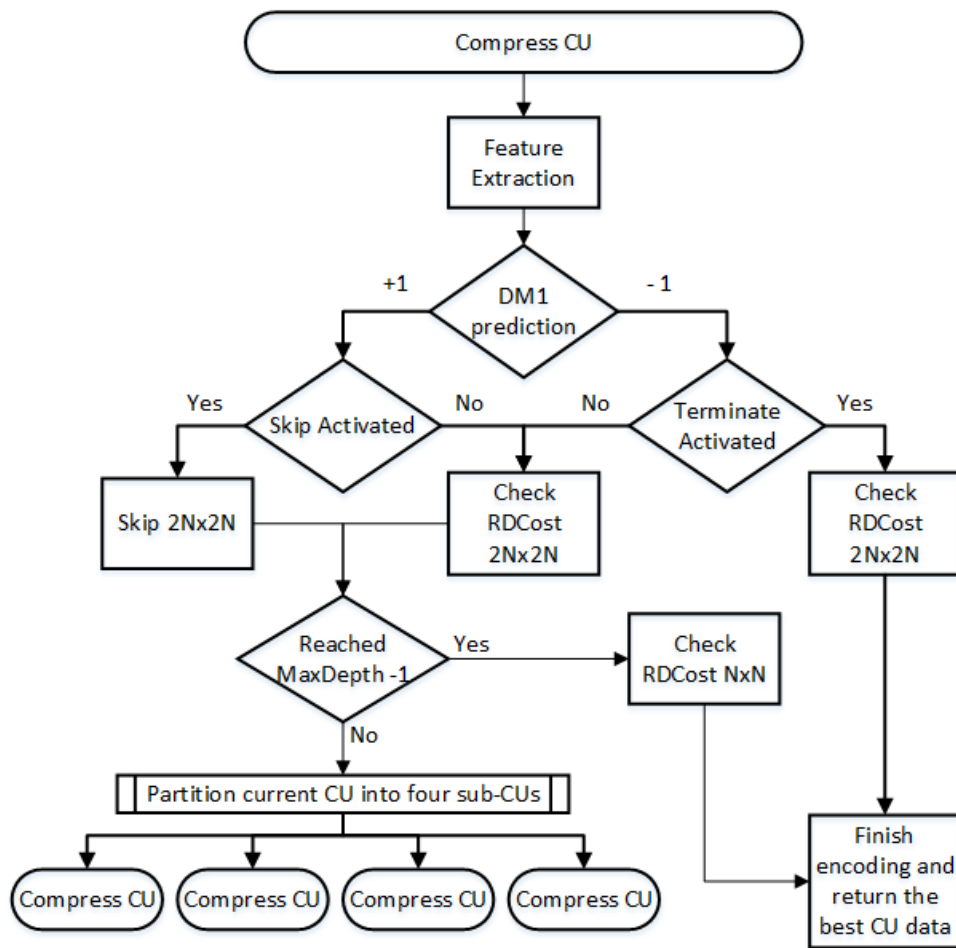 Compress CU
Feature
Extraction
+1
- 1
DM1
prediction
Yes
Skip Activated
No
No
Terminate
Activated
Yes
Skip 2Nx2N
Check
RDCost
2Nx2N
Check
RDCost
2Nx2N
Reached
MaxDepth -1
Yes
Check
RDCost NxN
No
Partition current CU into four sub-CUs
Compress CU
Compress CU
Compress CU
Compress CU
Finish
encoding and
return the
best CU data